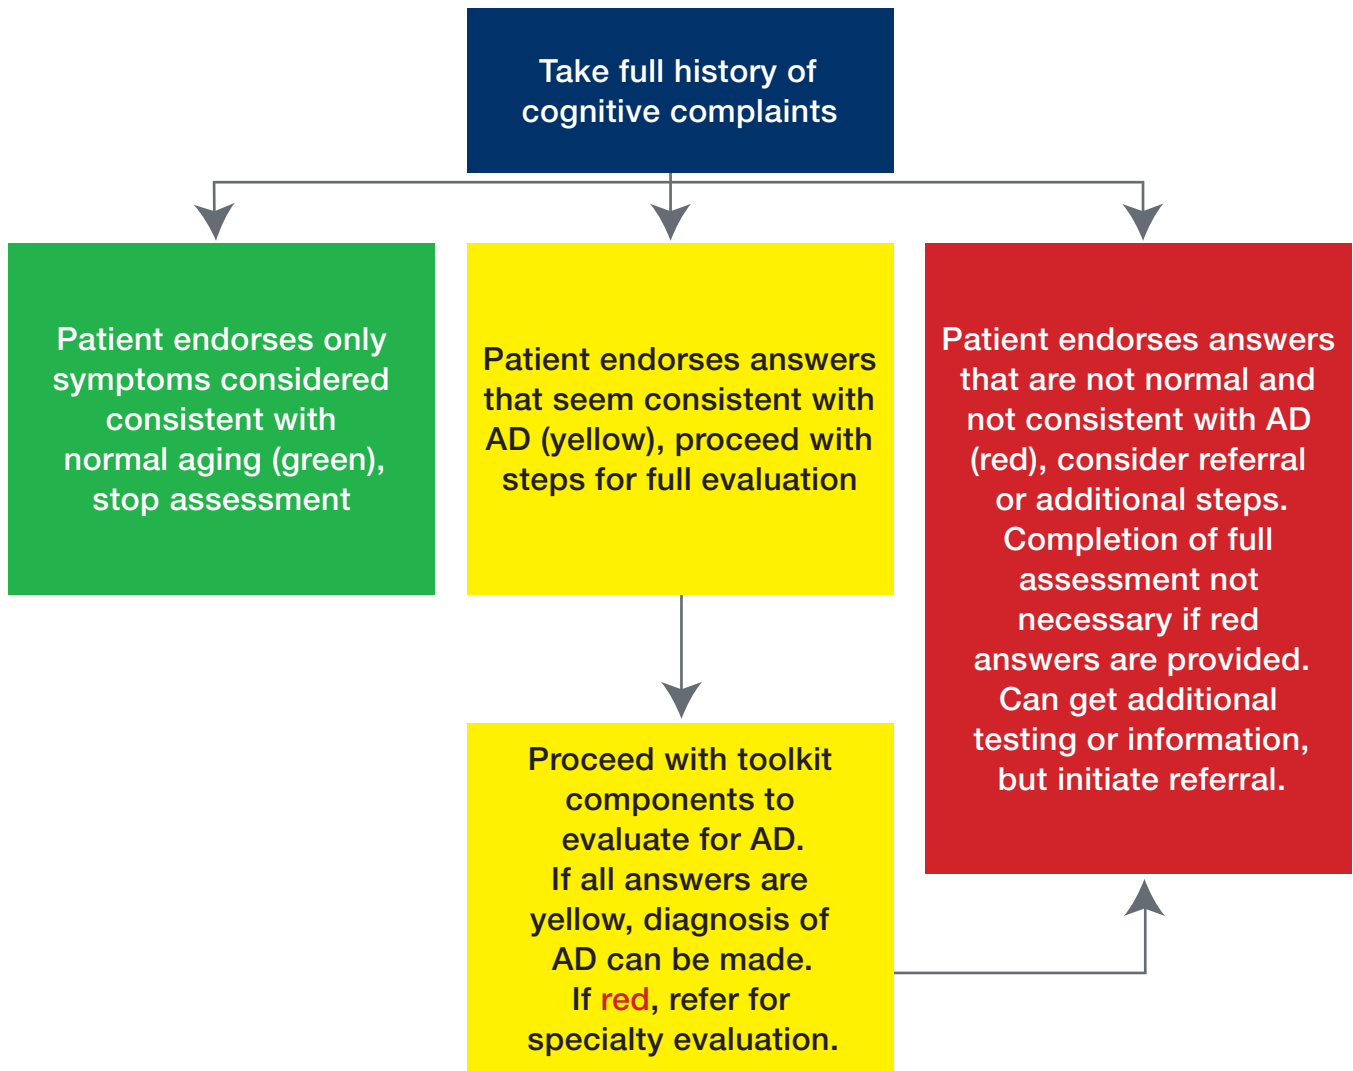 Take full history of
cognitive complaints
Patient endorses only
symptoms considered
consistent with
normal aging (green),
stop assessment
Patient endorses answers
that seem consistent with
AD (yellow), proceed with
steps for full evaluation
Patient endorses answers
that are not normal and
not consistent with AD
(red), consider referral
or additional steps.
Completion of full
assessment not
necessary if red
answers are provided.
Can get additional
testing or information,
but initiate referral.
Proceed with toolkit
components to
evaluate for AD.
If all answers are
yellow, diagnosis of
AD can be made.
If red, refer for
specialty evaluation.